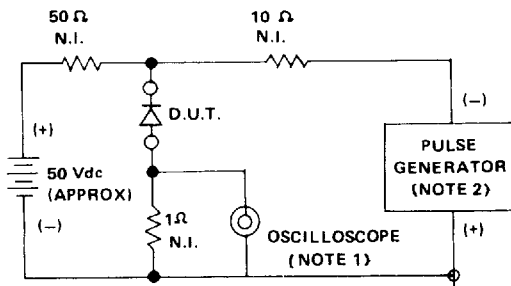 50 Ω
N.I.
10 Ω
N.I.
D.U.T.
(+)
50 Vdc
(APPROX)
(−)
1Ω
N.I.
OSCILLOSCOPE
(NOTE 1)
(−)
PULSE
GENERATOR
(NOTE 2)
(+)